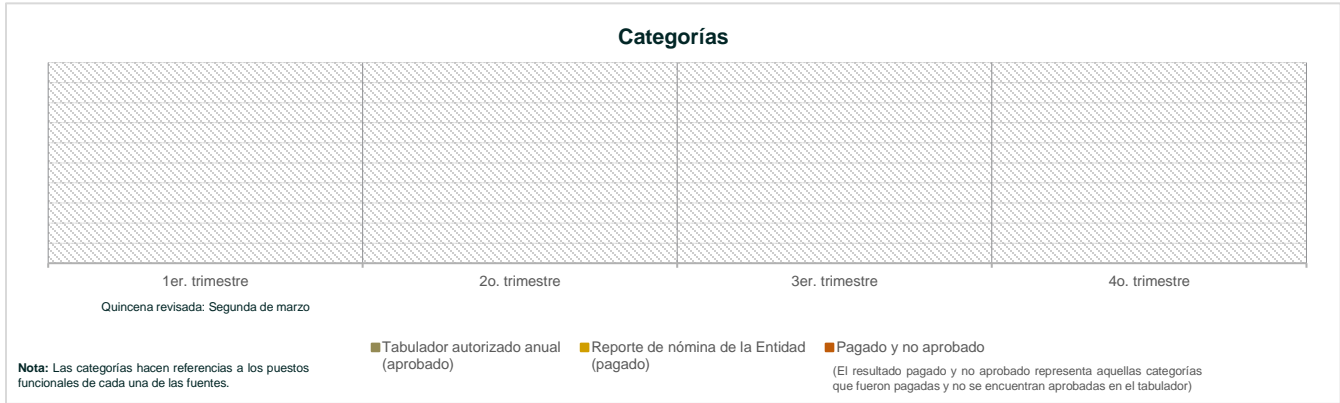 Categorías
1er. trimestre
2o. trimestre
3er. trimestre
4o. trimestre
Quincena revisada: Segunda de marzo
Tabulador autorizado anual
(aprobado)
Reporte de nómina de la Entidad
(pagado)
Pagado y no aprobado
(El resultado pagado y no aprobado representa aquellas categorías
que fueron pagadas y no se encuentran aprobadas en el tabulador)
Nota: Las categorías hacen referencias a los puestos
funcionales de cada una de las fuentes.